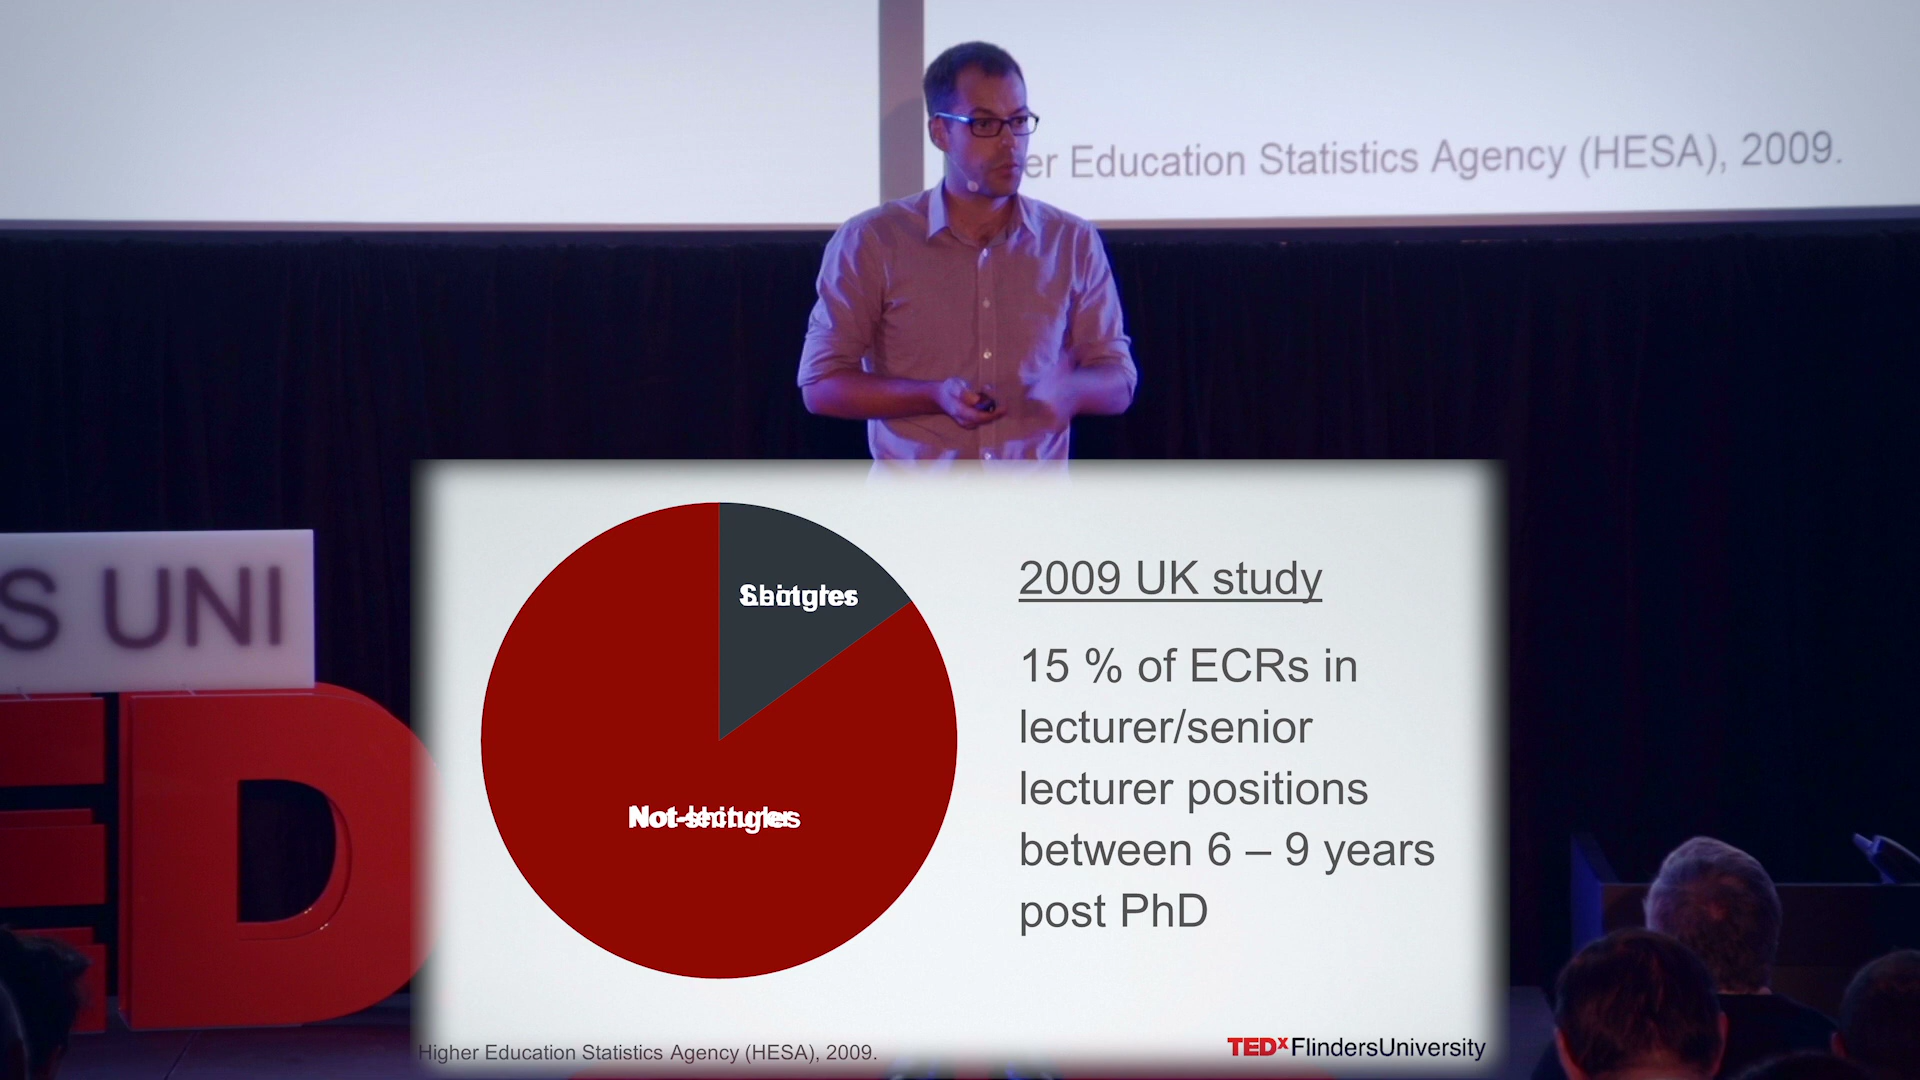 er Education Statistics Agency (HESA), 2009.
S UNI
ED
2009 UK study
15 % of ECRs in
lecturer/senior
lecturer positions
between 6 – 9 years
post PhD
Higher Education Statistics Agency (HESA), 2009.
TEDxFlindersUniversity